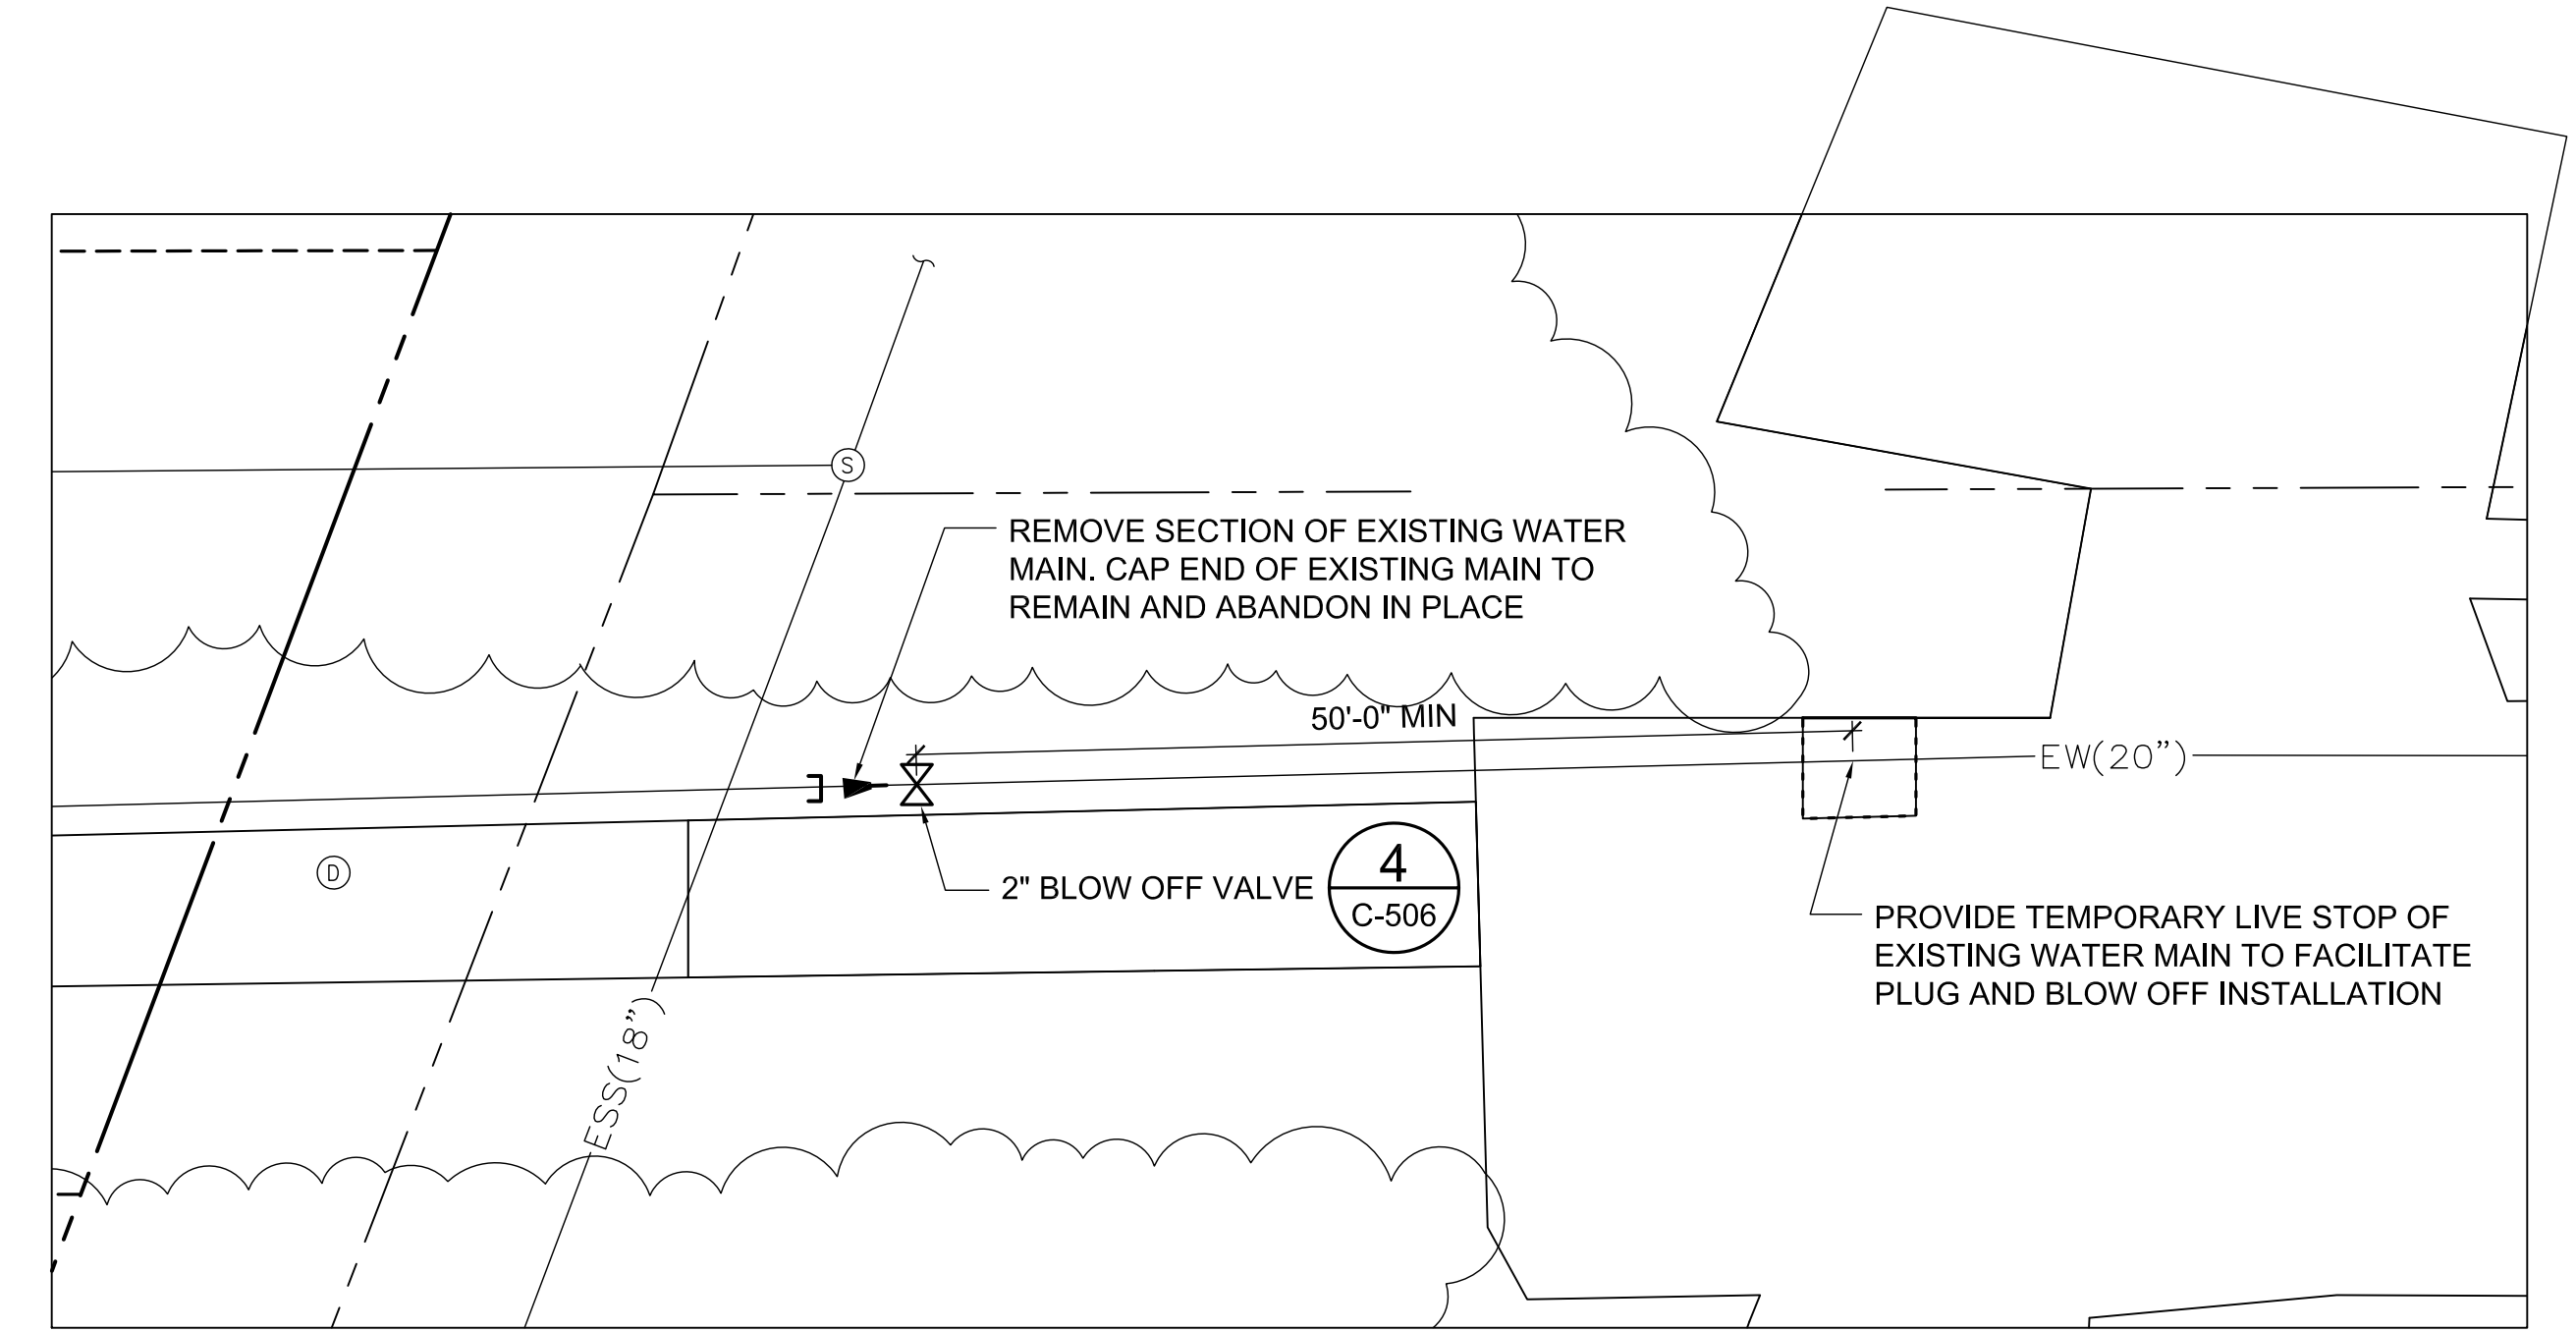 S
REMOVE SECTION OF EXISTING WATER
MAIN. CAP END OF EXISTING MAIN TO
REMAIN AND ABANDON IN PLACE
50'-0" MIN
EW(20")
D
2" BLOW OFF VALVE
4
C-506
PROVIDE TEMPORARY LIVE STOP OF
EXISTING WATER MAIN TO FACILITATE
PLUG AND BLOW OFF INSTALLATION
ESS(18")